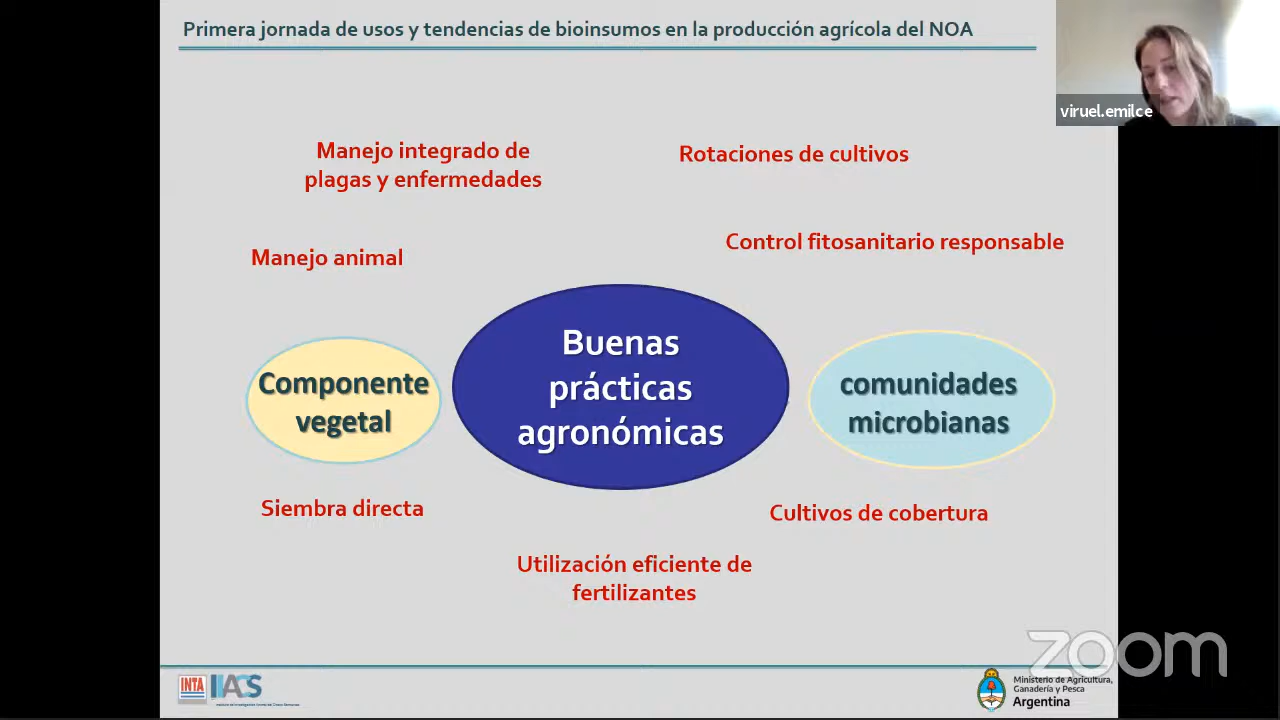 Primera jornada de usos y tendencias de bioinsumos en la producción agrícola del NOA
viruel.emilce
Manejo integrado de
plagas y enfermedades
Rotaciones de cultivos
Control fitosanitario responsable
Manejo animal
Buenas
prácticas
agronómicas
Componente
vegetal
comunidades
microbianas
Siembra directa
Cultivos de cobertura
Utilización eficiente de
fertilizantes
zoom
INTA
IIACS
Ministerio de Agricultura,
Ganadería y Pesca
Argentina